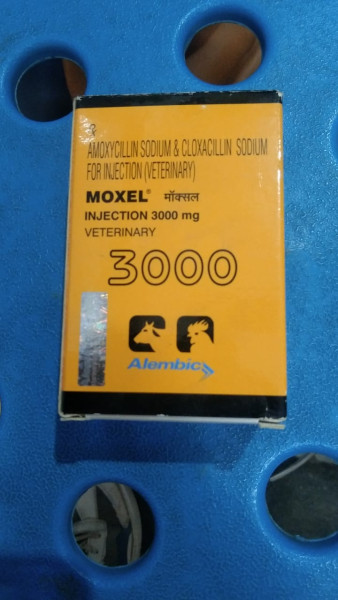 R
AMOXYCILLIN SODIUM & CLOXACILLIN SODIUM
FOR INJECTION (VETERINARY)
MOXEL® मॉक्सल
INJECTION 3000 mg
VETERINARY
3000
Alembic